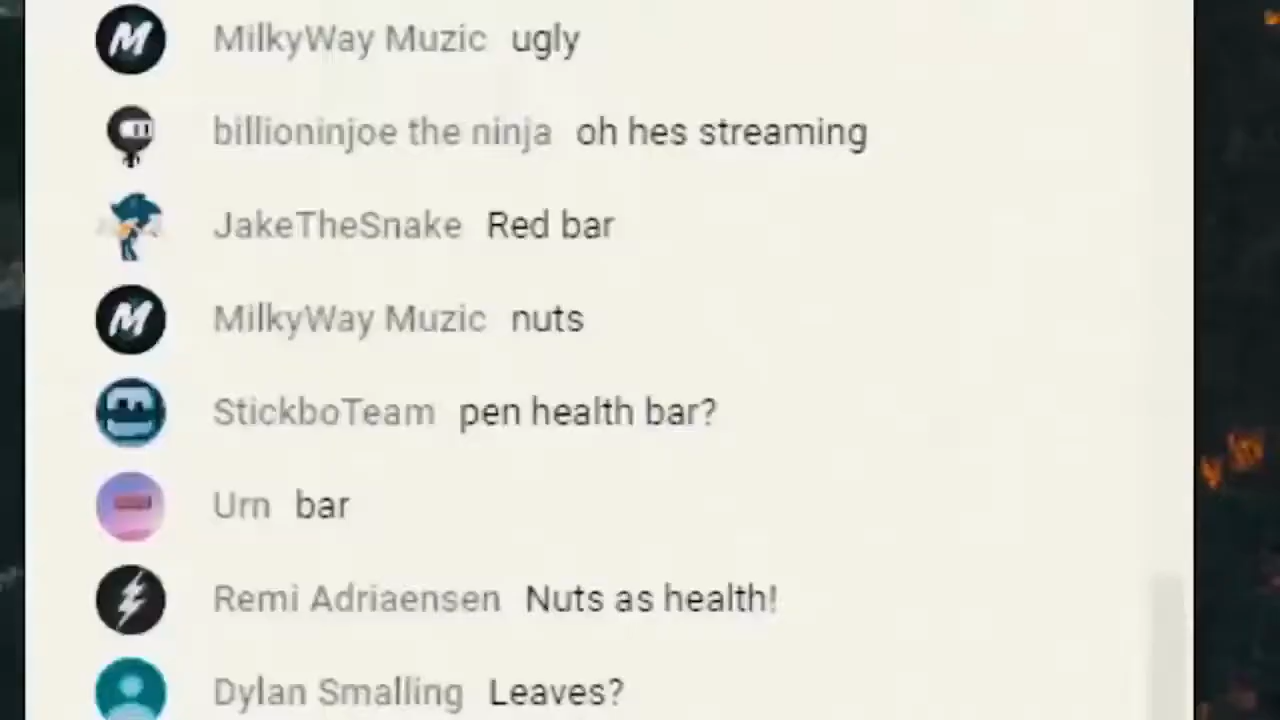 MilkyWay Muzic ugly
billioninjoe the ninja oh hes streaming
JakeTheSnake Red bar
MilkyWay Muzic nuts
StickboTeam pen health bar?
Urn bar
Remi Adriaensen Nuts as health!
Dylan Smalling Leaves?